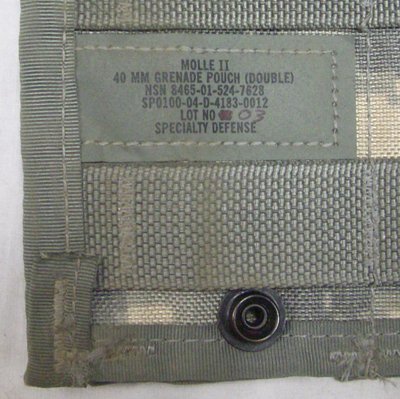 MOLLE II
40 MM GRENADE POUCH (DOUBLE)
NSN 8465-01-524-7628
SP0100-04-D-4183-0012
LOT NO 03
SPECIALTY DEFENSE